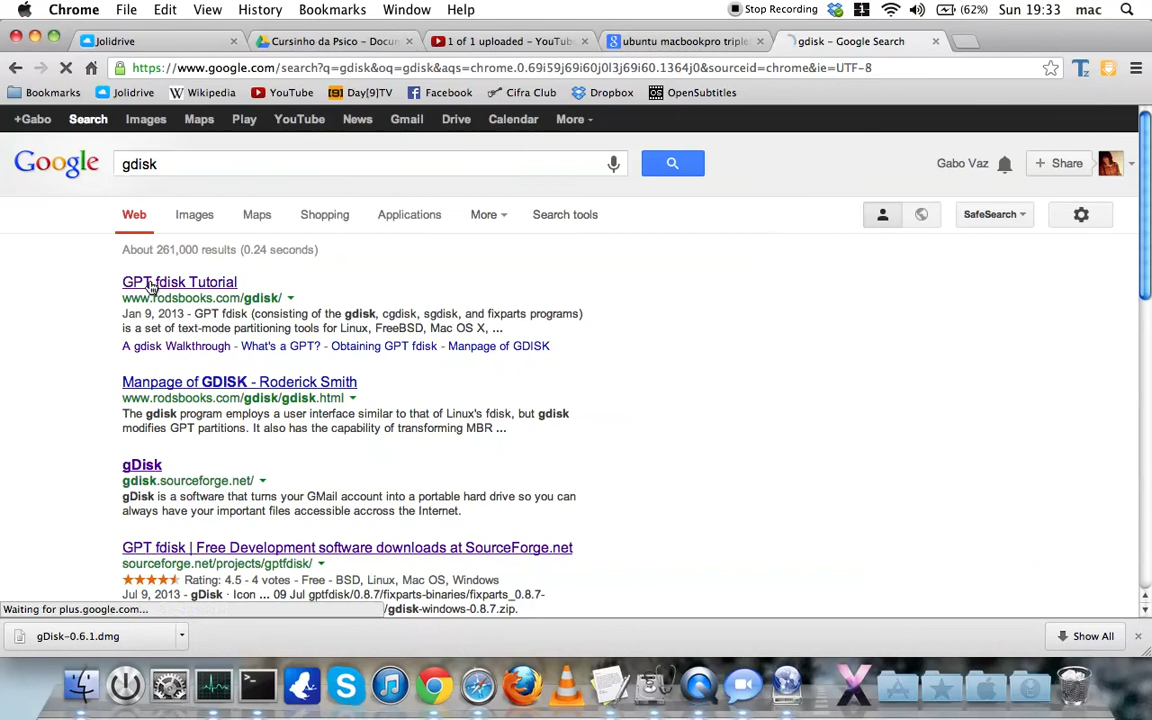 Chrome File Edit View History Bookmarks Window Help Stop Recording 1 (62%) Sun 19:33 mac
Jolidrive Cursinho da Psico – Docun 1 of 1 uploaded – YouTub ubuntu macbookpro triple gdisk – Google Search
https://www.google.com/search?q=gdisk&oq=gdisk&aqs=chrome.0.69i59j69i60j0l3j69i60.1364j0&sourceid=chrome&ie=UTF-8
Bookmarks Jolidrive Wikipedia YouTube Day[9]TV Facebook Cifra Club Dropbox OpenSubtitles
+Gabo Search Images Maps Play YouTube News Gmail Drive Calendar More
Google gdisk Gabo Vaz + Share
Web Images Maps Shopping Applications More Search tools SafeSearch
About 261,000 results (0.24 seconds)
GPT fdisk Tutorial
www.rodsbooks.com/gdisk/
Jan 9, 2013 - GPT fdisk (consisting of the gdisk, cgdisk, sgdisk, and fixparts programs)
is a set of text-mode partitioning tools for Linux, FreeBSD, Mac OS X, ...
A gdisk Walkthrough - What's a GPT? - Obtaining GPT fdisk - Manpage of GDISK
Manpage of GDISK - Roderick Smith
www.rodsbooks.com/gdisk/gdisk.html
The gdisk program employs a user interface similar to that of Linux's fdisk, but gdisk
modifies GPT partitions. It also has the capability of transforming MBR ...
gDisk
gdisk.sourceforge.net/
gDisk is a software that turns your GMail account into a portable hard drive so you can
always have your important files accessible accross the Internet.
GPT fdisk | Free Development software downloads at SourceForge.net
sourceforge.net/projects/gptfdisk/
Rating: 4.5 - 4 votes - Free - BSD, Linux, Mac OS, Windows
Jul 9, 2013 - gDisk · Icon ... 09 Jul gptfdisk/0.8.7/fixparts-binaries/fixparts_0.8.7-
Waiting for plus.google.com... /gdisk-windows-0.8.7.zip.
gDisk-0.6.1.dmg Show All